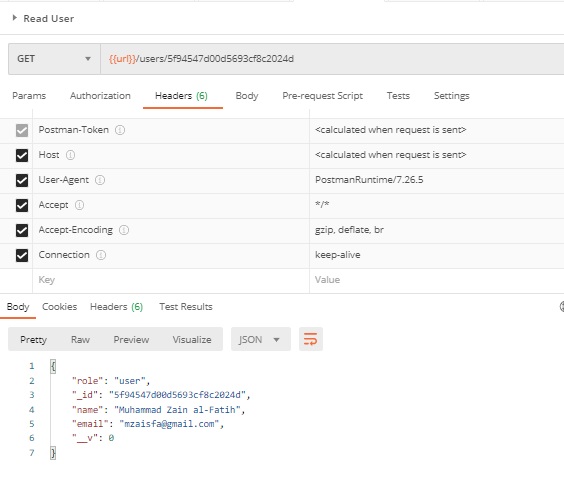 Read User
GET {{url}}/users/5f94547d00d5693cf8c2024d
Params Authorization Headers (6) Body Pre-request Script Tests Settings
Postman-Token <calculated when request is sent>
Host <calculated when request is sent>
User-Agent PostmanRuntime/7.26.5
Accept */*
Accept-Encoding gzip, deflate, br
Connection keep-alive
Key Value
Body Cookies Headers (6) Test Results
Pretty Raw Preview Visualize JSON
1 {
2 "role": "user",
3 "_id": "5f94547d00d5693cf8c2024d",
4 "name": "Muhammad Zain al-Fatih",
5 "email": "mzaisfa@gmail.com",
6 "__v": 0
7 }